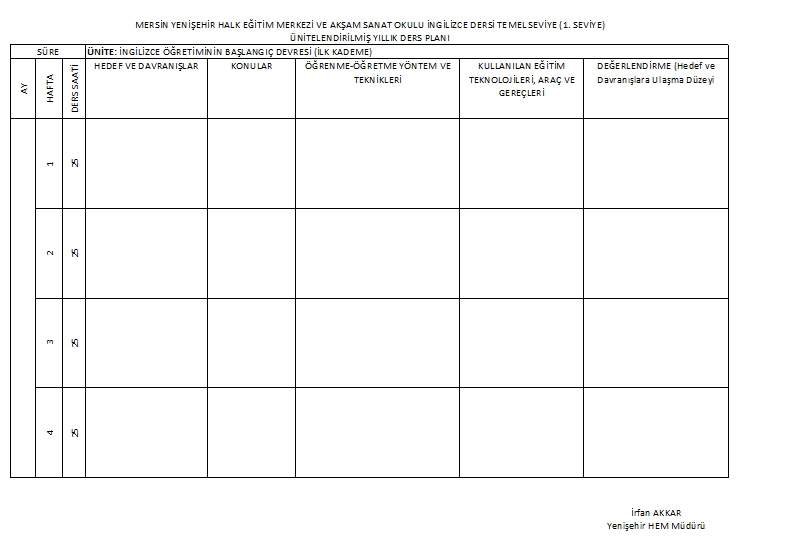 MERSİN YENİŞEHİR HALK EĞİTİM MERKEZİ VE AKŞAM SANAT OKULU İNGİLİZCE DERSİ TEMEL SEVİYE (1. SEVİYE)
ÜNİTELENDİRİLMİŞ YILLIK DERS PLANI
SÜRE
ÜNİTE: İNGİLİZCE ÖĞRETİMİNİN BAŞLANGIÇ DEVRESİ (İLK KADEME)
AY
HAFTA
DERS SAATİ
HEDEF VE DAVRANIŞLAR
KONULAR
ÖĞRENME-ÖĞRETME YÖNTEM VE
TEKNİKLERİ
KULLANILAN EĞİTİM
TEKNOLOJİLERİ, ARAÇ VE
GEREÇLERİ
DEĞERLENDİRME (Hedef ve
Davranışlara Ulaşma Düzeyi
1
25
2
25
3
25
4
25
İrfan AKKAR
Yenişehir HEM Müdürü